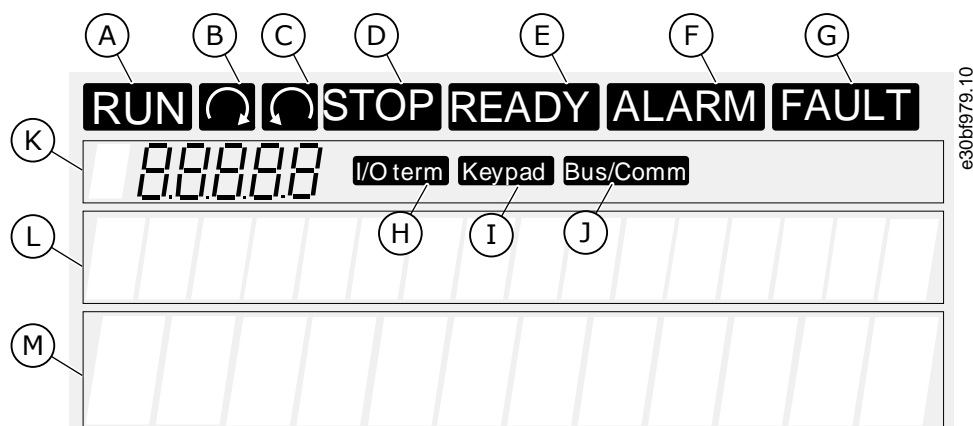 A B C D E F G
RUN STOP READY ALARM FAULT
e30bf979.10
K
8.8.8.8.8 I/O term Keypad Bus/Comm
H I J
L
M